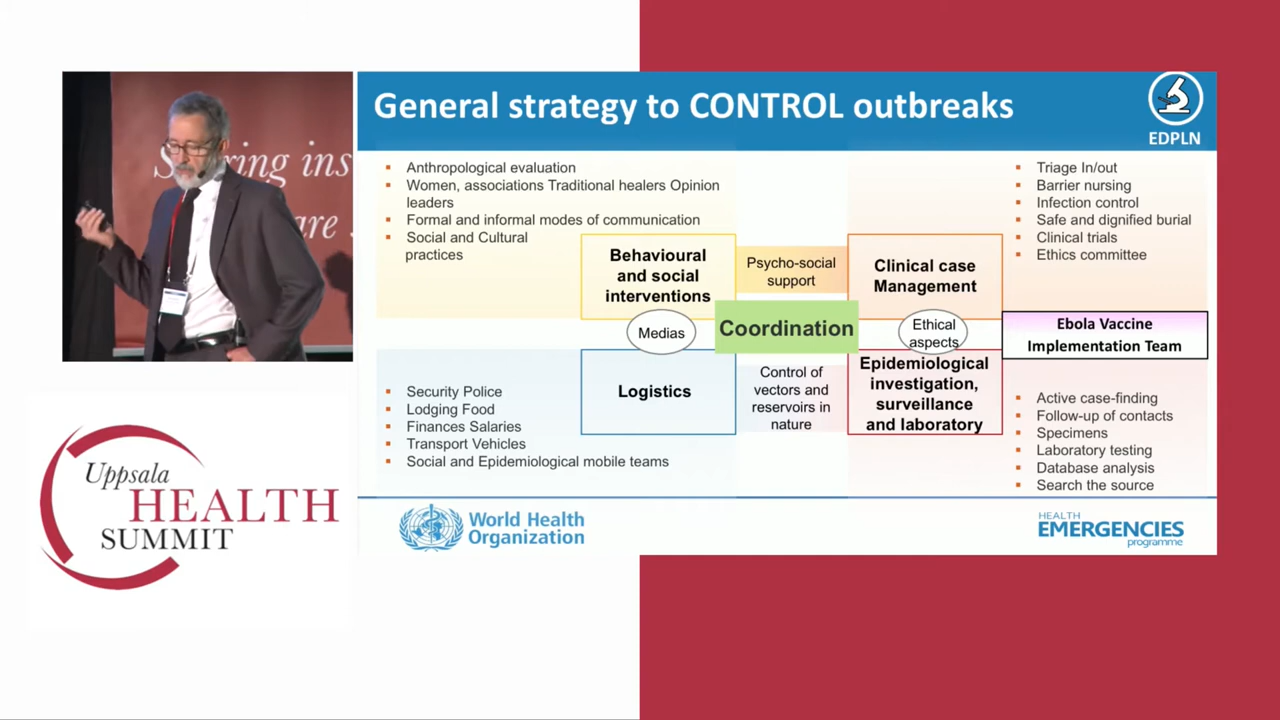 General strategy to CONTROL outbreaks
EDPLN
Anthropological evaluation
Women, associations Traditional healers Opinion
leaders
Formal and informal modes of communication
Social and Cultural
practices
Triage In/out
Barrier nursing
Infection control
Safe and dignified burial
Clinical trials
Ethics committee
Behavioural
and social
interventions
Psycho-social
support
Clinical case
Management
Medias
Coordination
Ethical
aspects
Ebola Vaccine
Implementation Team
Logistics
Control of
vectors and
reservoirs in
nature
Epidemiological
investigation,
surveillance
and laboratory
Security Police
Lodging Food
Finances Salaries
Transport Vehicles
Social and Epidemiological mobile teams
Active case-finding
Follow-up of contacts
Specimens
Laboratory testing
Database analysis
Search the source
World Health
Organization
HEALTH
EMERGENCIES
programme
Uppsala
HEALTH
SUMMIT